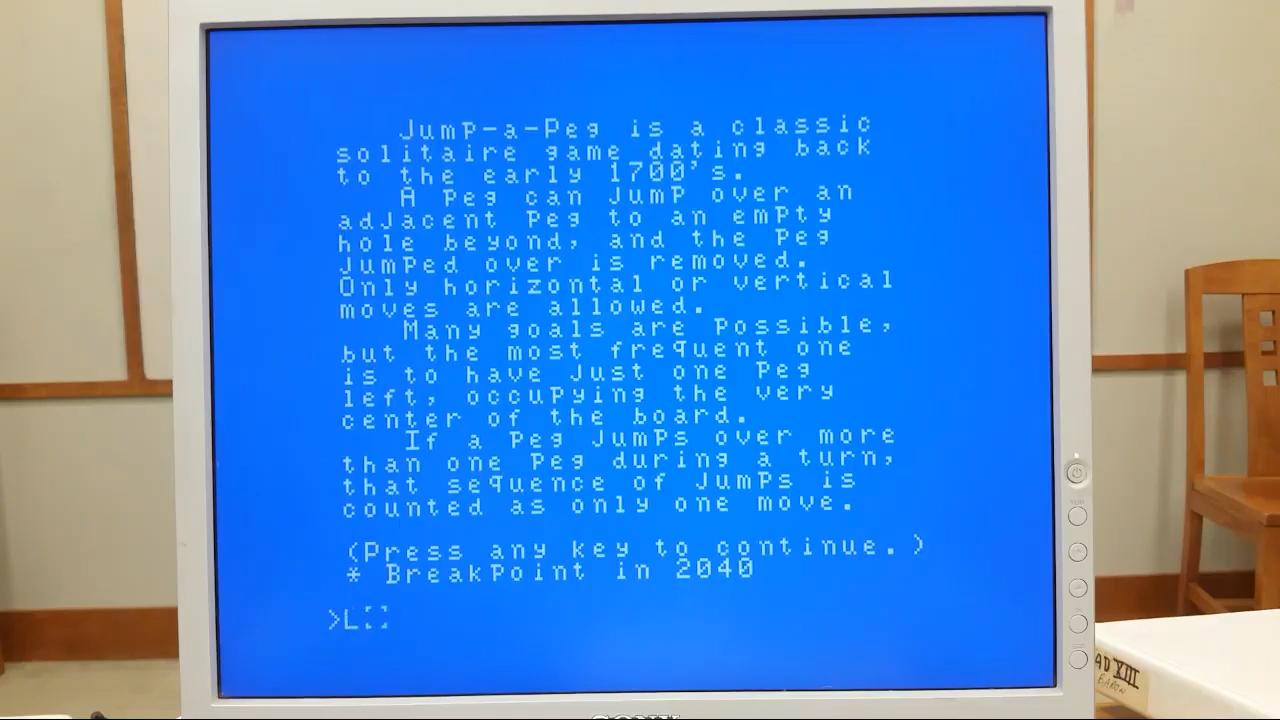 Jump-a-Peg is a classic
solitaire game dating back
to the early 1700's.
A peg can jump over an
adjacent peg to an empty
hole beyond, and the peg
jumped over is removed.
Only horizontal or vertical
moves are allowed.
Many goals are possible,
but the most frequent one
is to have just one peg
left, occupying the very
center of the board.
If a peg jumps over more
than one peg during a turn,
that sequence of jumps is
counted as only one move.
(Press any key to continue.)
* Breakpoint in 2040
>L
SONY
AD XIII
BARON